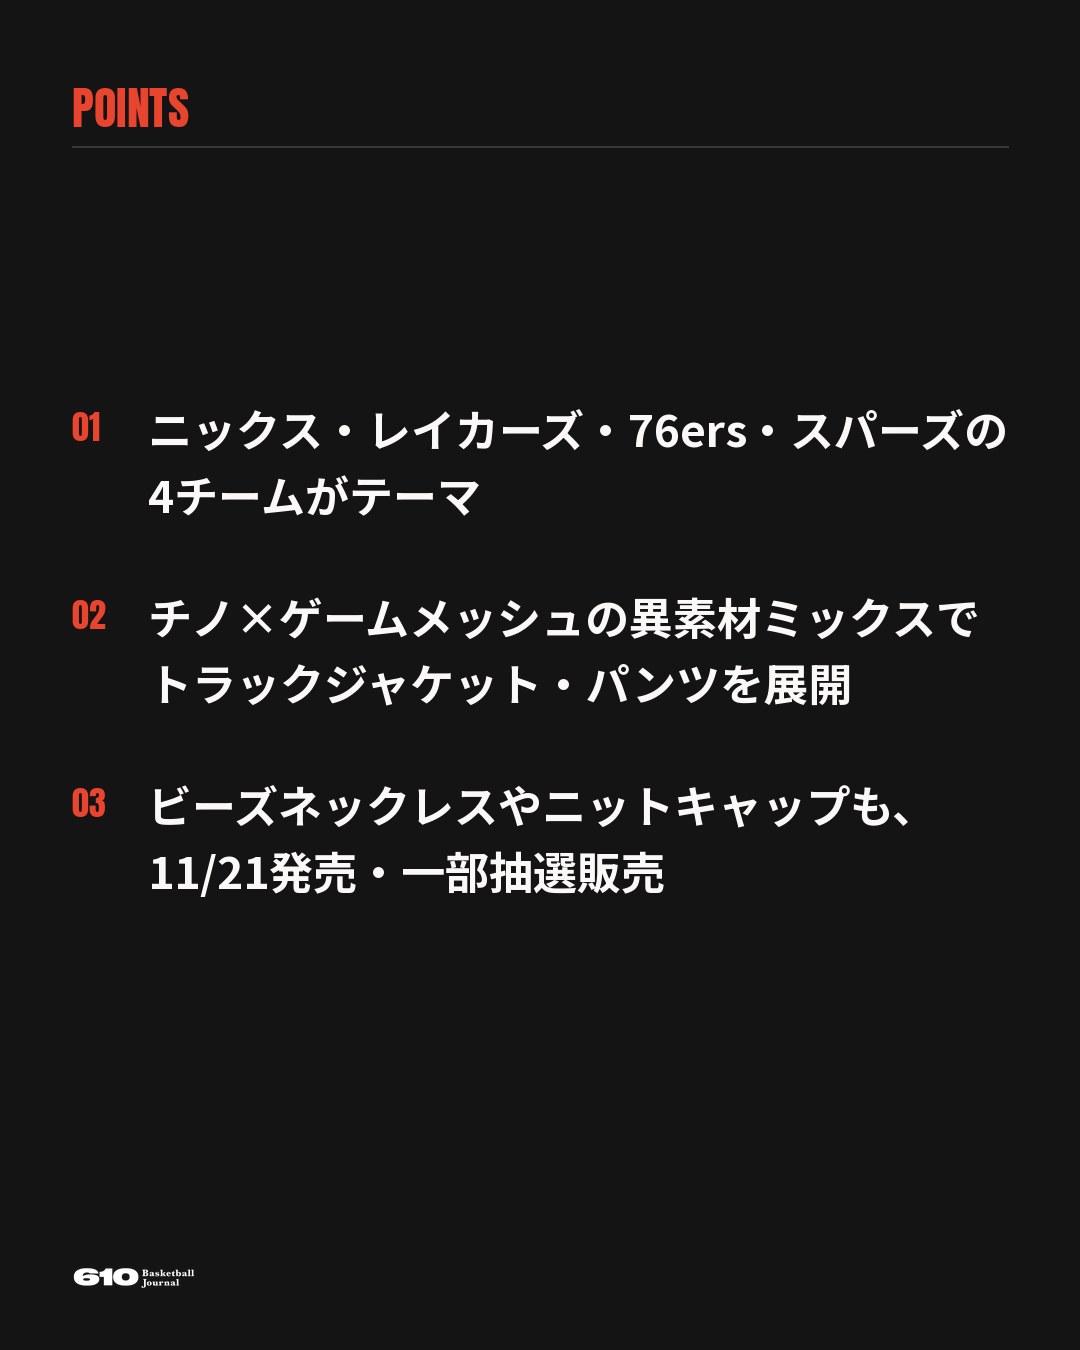 POINTS
01 ニックス・レイカーズ・76ers・スパーズの
4チームがテーマ
02 チノ×ゲームメッシュの異素材ミックスで
トラックジャケット・パンツを展開
03 ビーズネックレスやニットキャップも、
11/21発売・一部抽選販売
610 Basketball
Journal